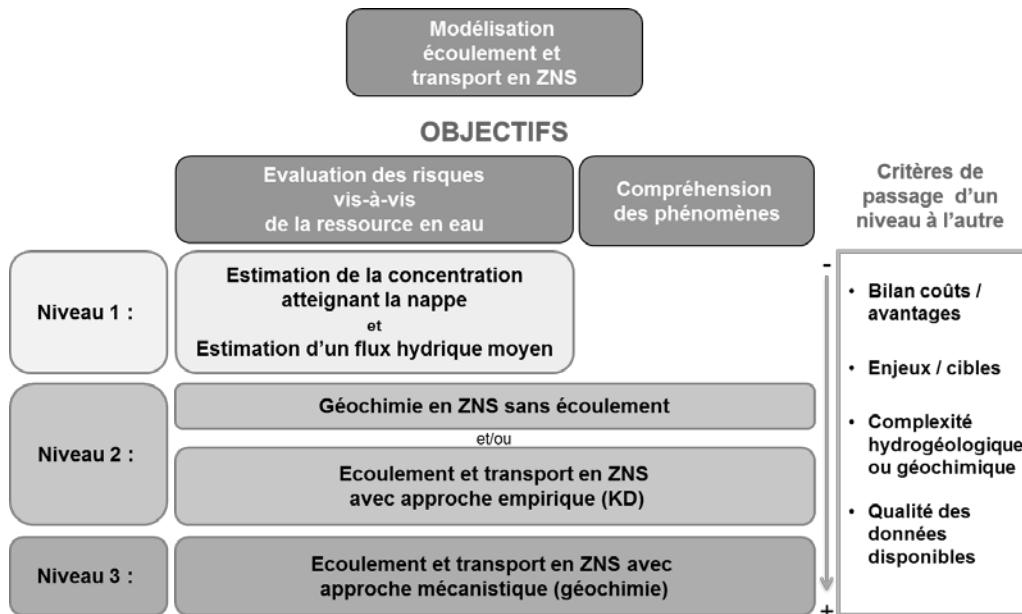 Modélisation
écoulement et
transport en ZNS
OBJECTIFS
Evaluation des risques
vis-à-vis
de la ressource en eau
Compréhension
des phénomènes
Critères de
passage d'un
niveau à l'autre
Niveau 1 :
Estimation de la concentration
atteignant la nappe
et
Estimation d'un flux hydrique moyen
Niveau 2 :
Géochimie en ZNS sans écoulement
et/ou
Ecoulement et transport en ZNS
avec approche empirique (KD)
Niveau 3 :
Ecoulement et transport en ZNS avec
approche mécanistique (géochimie)
-
+
• Bilan coûts /
avantages
• Enjeux / cibles
• Complexité
hydrogéologique
ou géochimique
• Qualité des
données
disponibles